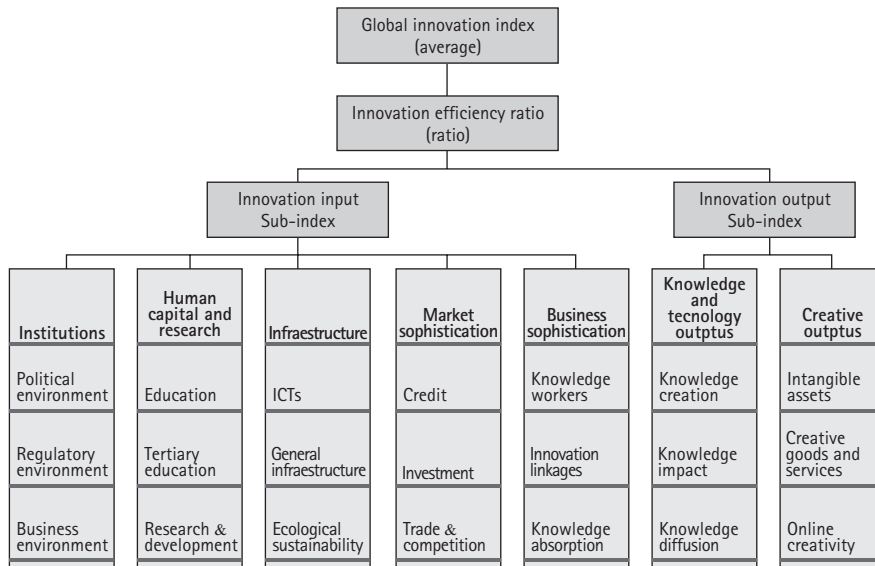 Global innovation index
(average)
Innovation efficiency ratio
(ratio)
Innovation input
Sub-index
Innovation output
Sub-index
Institutions
Human
capital and
research
Infraestructure
Market
sophistication
Business
sophistication
Knowledge
and
tecnology
outptus
Creative
outptus
Political
environment
Education
ICTs
Credit
Knowledge
workers
Knowledge
creation
Intangible
assets
Regulatory
environment
Tertiary
education
General
infraestructure
Investment
Innovation
linkages
Knowledge
impact
Creative
goods and
services
Business
environment
Research &
development
Ecological
sustainability
Trade &
competition
Knowledge
absorption
Knowledge
diffusion
Online
creativity